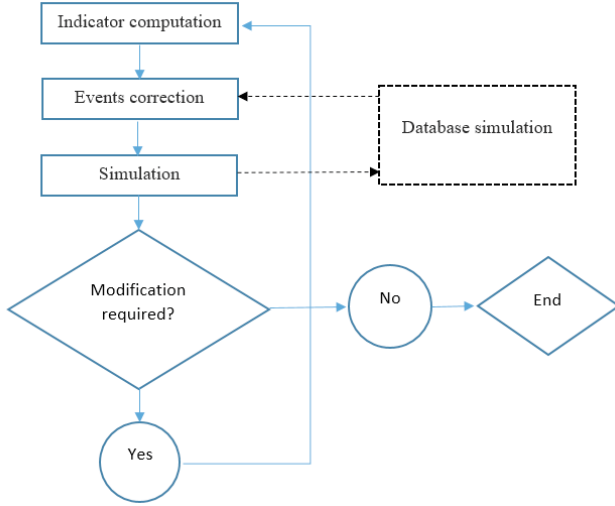 Indicator computation
Events correction
Database simulation
Simulation
Modification
required?
No
End
Yes